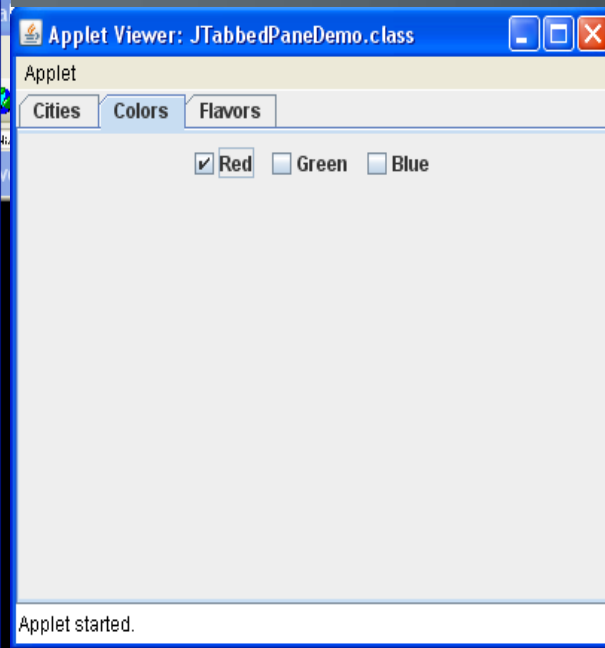 Applet Viewer: JTabbedPaneDemo.class
Applet
Cities Colors Flavors
Red Green Blue
Applet started.